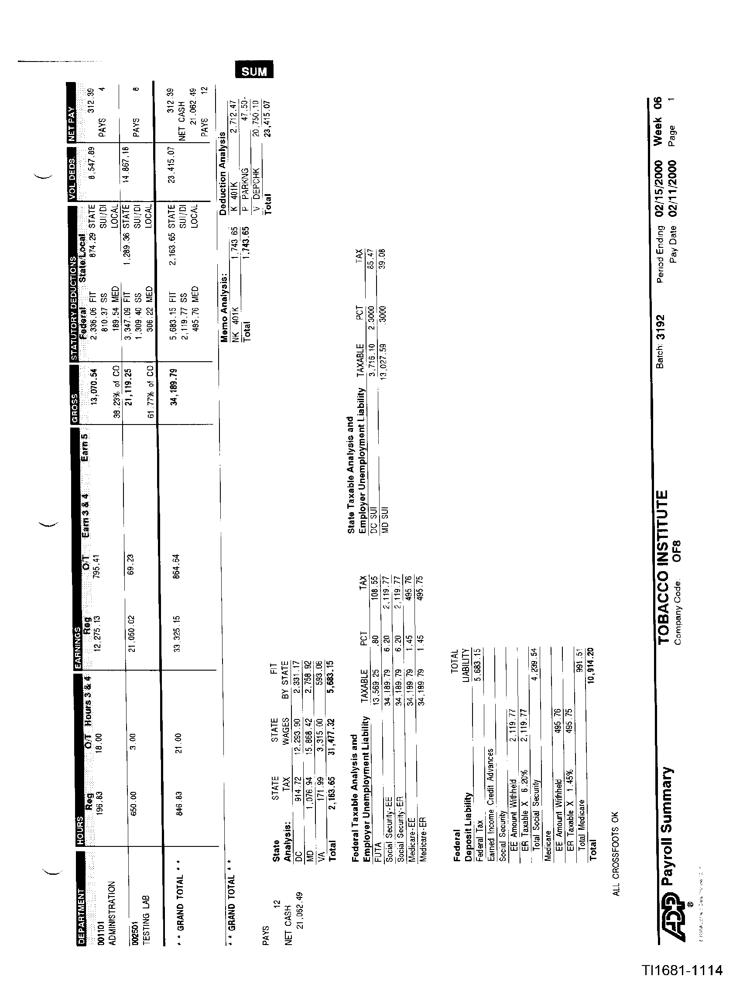 SUM
DEPARTMENT HOURS EARNINGS GROSS STATUTORY DEDUCTIONS VOL DEDS NET PAY
Reg O/T Hours 3 & 4 Reg O/T Earn 3 & 4 Earn 5 Federal State/Local
001101 196.83 18.00 12,275.13 795.41 13,070.54 2,336.06 FIT 874.29 STATE 8,547.89 312.39
ADMINISTRATION 810.37 SS SUI/DI PAYS 4
38.23% of CO 189.54 MED LOCAL
002501 650.00 3.00 21,050.02 69.23 21,119.25 3,347.09 FIT 1,289.36 STATE 14,867.18
TESTING LAB 1,309.40 SS SUI/DI PAYS 8
61.77% of CO 306.22 MED LOCAL
* * GRAND TOTAL * * 846.83 21.00 33,325.15 864.64 34,189.79 5,683.15 FIT 2,163.65 STATE 23,415.07 312.39
2,119.77 SS SUI/DI NET CASH
495.76 MED LOCAL 21,062.49
PAYS 12
* * GRAND TOTAL * *
PAYS 12
NET CASH
21,062.49
State Analysis: STATE TAX STATE WAGES FIT BY STATE
DC 914.72 12,293.90 2,331.17
MD 1,076.94 15,868.42 2,758.92
VA 171.99 3,315.00 593.06
Total 2,163.65 31,477.32 5,683.15
Memo Analysis:
NK 401K 1,743.65
Total 1,743.65
Deduction Analysis
K 401K 2,712.47
P PARKNG 47.50-
V DEPCHK 20,750.10
Total 23,415.07
Federal Taxable Analysis and
Employer Unemployment Liability TAXABLE PCT TAX
FUTA 13,569.25 .80 108.55
Social Security-EE 34,189.79 6.20 2,119.77
Social Security-ER 34,189.79 6.20 2,119.77
Medicare-EE 34,189.79 1.45 495.76
Medicare-ER 34,189.79 1.45 495.75
State Taxable Analysis and
Employer Unemployment Liability TAXABLE PCT TAX
DC SUI 3,716.10 2.3000 85.47
MD SUI 13,027.59 .3000 39.08
Federal
Deposit Liability TOTAL LIABILITY
Federal Tax 5,683.15
Earned Income Credit Advances
Social Security
EE Amount Withheld 2,119.77
ER Taxable X 6.20% 2,119.77
Total Social Security 4,239.54
Medicare
EE Amount Withheld 495.76
ER Taxable X 1.45% 495.75
Total Medicare 991.51
Total 10,914.20
ALL CROSSFOOTS OK
ADP Payroll Summary TOBACCO INSTITUTE Batch 3192 Period Ending 02/15/2000 Week 06
Company Code OF8 Pay Date 02/11/2000 Page 1
TI1681-1114